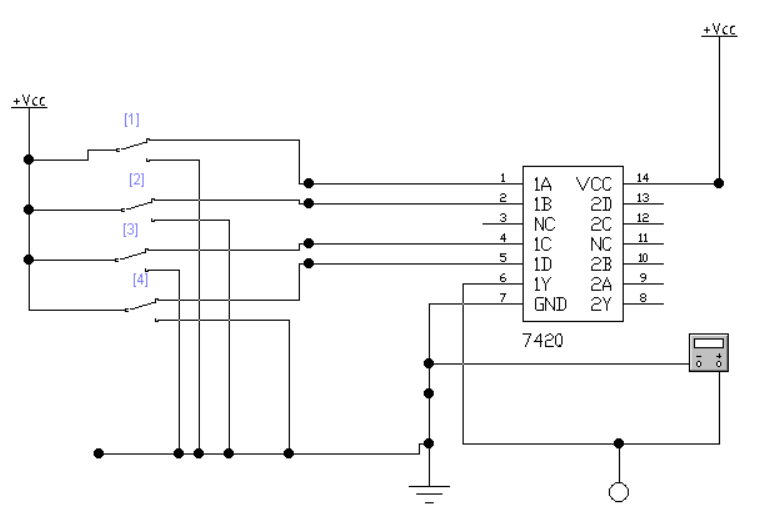 +Vcc
+Vcc
[1]
[2]
[3]
[4]
1 1A VCC 14
2 1B 2D 13
3 NC 2C 12
4 1C NC 11
5 1D 2B 10
6 1Y 2A 9
7 GND 2Y 8
7420
- +